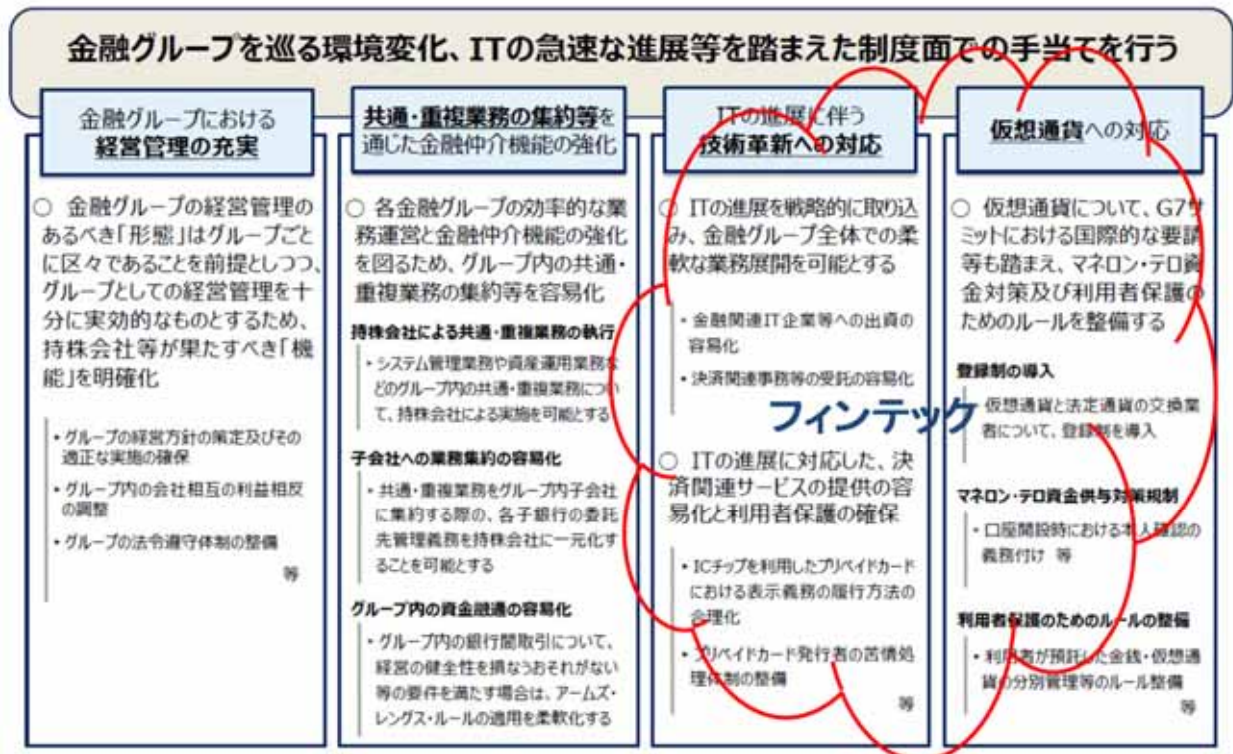 金融グループを巡る環境変化、ITの急速な進展等を踏まえた制度面での手当てを行う
金融グループにおける
経営管理の充実
○ 金融グループの経営管理の
あるべき「形態」はグループごと
に区々であることを前提としつつ、
グループとしての経営管理を十
分に実効的なものとするため、
持株会社等が果たすべき「機
能」を明確化
・グループの経営方針の策定及びその
適正な実施の確保
・グループ内の会社相互の利益相反
の調整
・グループの法令遵守体制の整備
等
共通・重複業務の集約等を
通じた金融仲介機能の強化
○ 各金融グループの効率的な業
務運営と金融仲介機能の強化
を図るため、グループ内の共通・
重複業務の集約等を容易化
持株会社による共通・重複業務の執行
・システム管理業務や資産運用業務な
どのグループ内の共通・重複業務につい
て、持株会社による実施を可能とする
子会社への業務集約の容易化
・共通・重複業務をグループ内子会社
に集約する際の、各子銀行の委託
先管理義務を持株会社に一元化す
ることを可能とする
グループ内の資金融通の容易化
・グループ内の銀行間取引について、
経営の健全性を損なうおそれがない
等の要件を満たす場合は、アームズ・
レングス・ルールの適用を柔軟化する
ITの進展に伴う
技術革新への対応
○ ITの進展を戦略的に取り込
み、金融グループ全体での柔
軟な業務展開を可能とする
・金融関連IT企業等への出資の
容易化
・決済関連事務等の受託の容易化
フィンテック
○ ITの進展に対応した、決
済関連サービスの提供の容
易化と利用者保護の確保
・ICチップを利用したプリペイドカード
における表示義務の履行方法の
合理化
・プリペイドカード発行者の苦情処
理体制の整備
等
仮想通貨への対応
○ 仮想通貨について、G7サ
ミットにおける国際的な要請
等も踏まえ、マネロン・テロ資
金対策及び利用者保護の
ためのルールを整備する
登録制の導入
仮想通貨と法定通貨の交換業
者について、登録制を導入
マネロン・テロ資金供与対策規制
・口座開設時における本人確認の
義務付け 等
利用者保護のためのルールの整備
・利用者が預託した金銭・仮想通
貨の分別管理等のルール整備
等